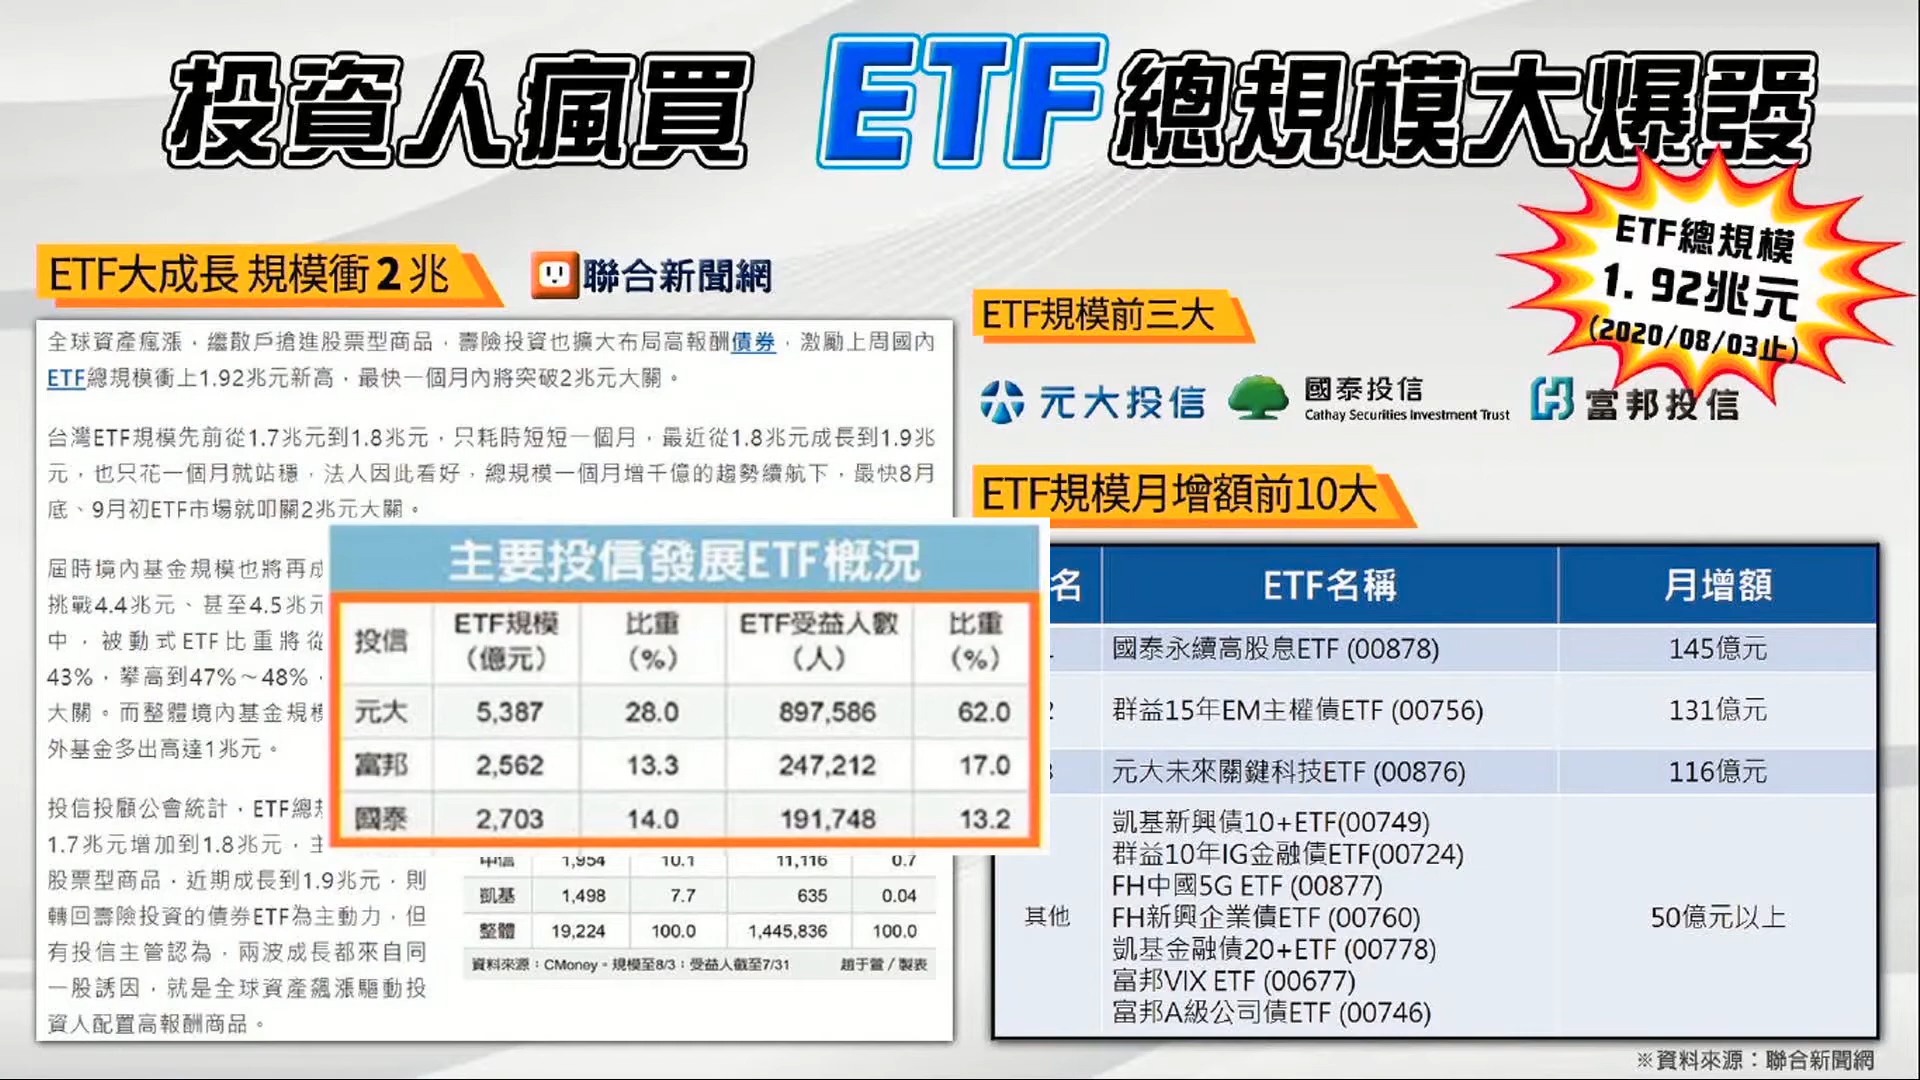 投資人瘋買 ETF總規模大爆發
ETF總規模
1.92兆元
(2020/08/03止)
ETF大成長 規模衝2兆
聯合新聞網
全球資產瘋漲，繼散戶搶進股票型商品，壽險投資也擴大布局高報酬債券，激勵上周國內
ETF總規模衝上1.92兆元新高，最快一個月內將突破2兆元大關。
台灣ETF規模先前從1.7兆元到1.8兆元，只耗時短短一個月，最近從1.8兆元成長到1.9兆
元，也只花一個月就站穩，法人因此看好，總規模一個月增千億的趨勢續航下，最快8月
底、9月初ETF市場就叩關2兆元大關。
屆時境內基金規模也將再成
挑戰4.4兆元、甚至4.5兆元
中，被動式ETF比重將從
43%，攀高到47%～48%，
大關。而整體境內基金規模
外基金多出高達1兆元。
投信投顧公會統計，ETF總規
1.7兆元增加到1.8兆元，主
股票型商品，近期成長到1.9兆元，則
轉回壽險投資的債券ETF為主動力，但
有投信主管認為，兩波成長都來自同
一股誘因，就是全球資產飆漲驅動投
資人配置高報酬商品。
主要投信發展ETF概況
投信 ETF規模（億元） 比重（%） ETF受益人數（人） 比重（%）
元大 5,387 28.0 897,586 62.0
富邦 2,562 13.3 247,212 17.0
國泰 2,703 14.0 191,748 13.2
中信 1,954 10.1 11,116 0.7
凱基 1,498 7.7 635 0.04
整體 19,224 100.0 1,445,836 100.0
資料來源：CMoney。規模至8/3；受益人截至7/31 趙于萱／製表
ETF規模前三大
元大投信
國泰投信
Cathay Securities Investment Trust
富邦投信
ETF規模月增額前10大
名 ETF名稱 月增額
國泰永續高股息ETF (00878) 145億元
2 群益15年EM主權債ETF (00756) 131億元
元大未來關鍵科技ETF (00876) 116億元
凱基新興債10+ETF(00749)
群益10年IG金融債ETF(00724)
FH中國5G ETF (00877)
其他 FH新興企業債ETF (00760) 50億元以上
凱基金融債20+ETF (00778)
富邦VIX ETF (00677)
富邦A級公司債ETF (00746)
※資料來源：聯合新聞網